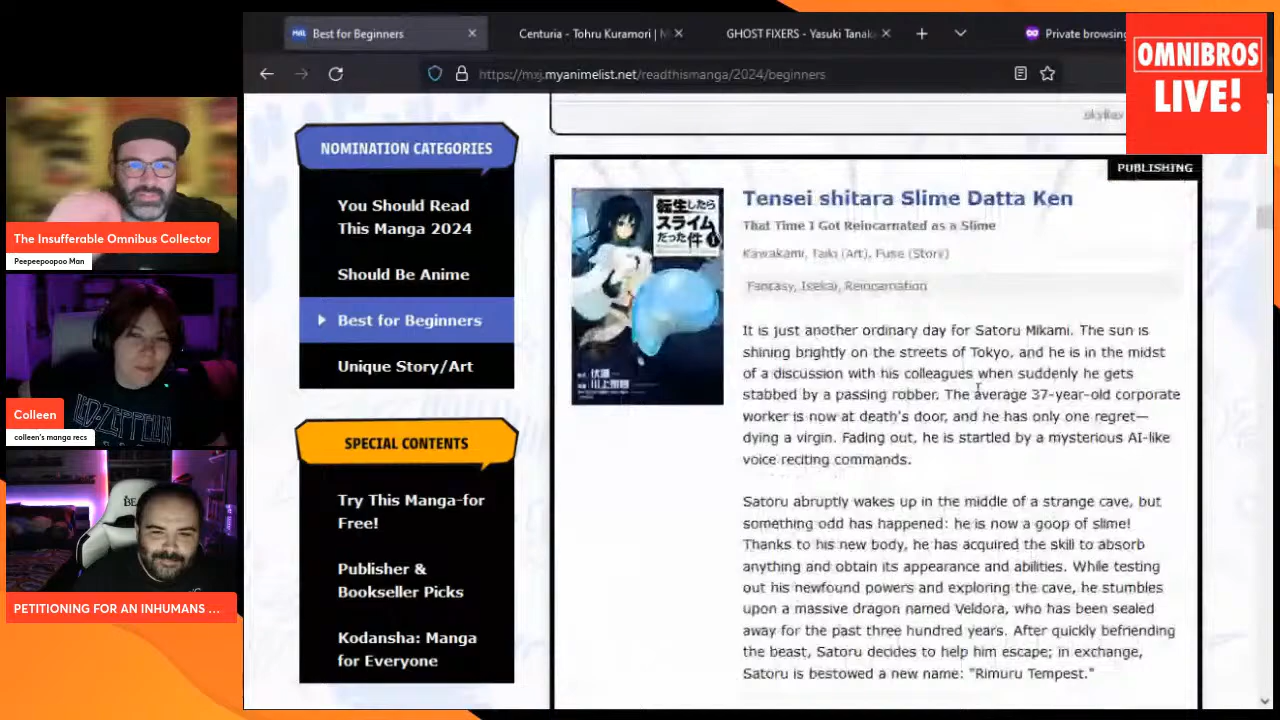 Best for Beginners
Centuria - Tohru Kuramori | M
GHOST FIXERS - Yasuki Tanak
Private browsing
https://mxj.myanimelist.net/readthismanga/2024/beginners
OMNIBROS
LIVE!
The Insufferable Omnibus Collector
Peepeepoopoo Man
LED ZEPPELIN
Colleen
colleen's manga recs
PETITIONING FOR AN INHUMANS ...
NOMINATION CATEGORIES
You Should Read
This Manga 2024
Should Be Anime
Best for Beginners
Unique Story/Art
SPECIAL CONTENTS
Try This Manga-for
Free!
Publisher &
Bookseller Picks
Kodansha: Manga
for Everyone
PUBLISHING
転生したら
スライム
だった件
伏瀬
川上泰樹
Tensei shitara Slime Datta Ken
That Time I Got Reincarnated as a Slime
Kawakami, Taiki (Art), Fuse (Story)
Fantasy, Isekai, Reincarnation
It is just another ordinary day for Satoru Mikami. The sun is
shining brightly on the streets of Tokyo, and he is in the midst
of a discussion with his colleagues when suddenly he gets
stabbed by a passing robber. The average 37-year-old corporate
worker is now at death's door, and he has only one regret—
dying a virgin. Fading out, he is startled by a mysterious AI-like
voice reciting commands.
Satoru abruptly wakes up in the middle of a strange cave, but
something odd has happened: he is now a goop of slime!
Thanks to his new body, he has acquired the skill to absorb
anything and obtain its appearance and abilities. While testing
out his newfound powers and exploring the cave, he stumbles
upon a massive dragon named Veldora, who has been sealed
away for the past three hundred years. After quickly befriending
the beast, Satoru decides to help him escape; in exchange,
Satoru is bestowed a new name: "Rimuru Tempest."